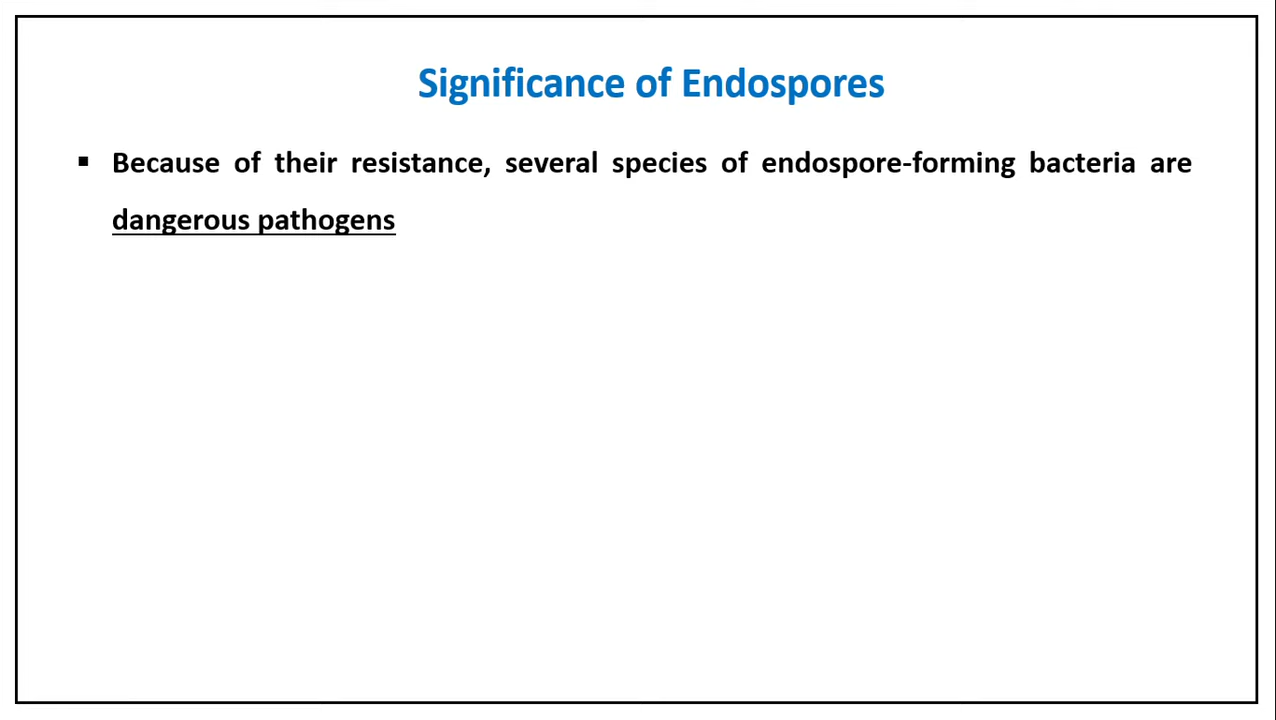 Significance of Endospores
▪ Because of their resistance, several species of endospore-forming bacteria are
dangerous pathogens